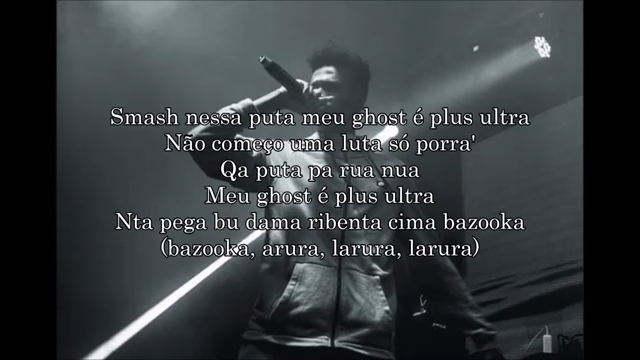 Smash nessa puta meu ghost é plus ultra
Não começo uma luta só porra'
Qa puta pa rua nua
Meu ghost é plus ultra
Nta pega bu dama ribenta cima bazooka
(bazooka, arura, larura, larura)